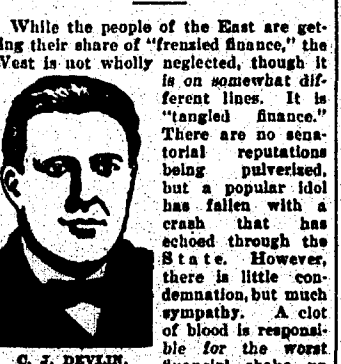 While the people of the East are get-
ing their share of "frenzied finance," the
West is not wholly neglected, though it
is on somewhat dif-
ferent lines. It is
"tangled finance."
There are no sena-
torial reputations
being pulverized,
but a popular idol
has fallen with a
crash that has
echoed through the
State. However,
there is little con-
demnation, but much
sympathy. A clot
of blood is responsi-
ble for the worst
C. J. DEVLIN.